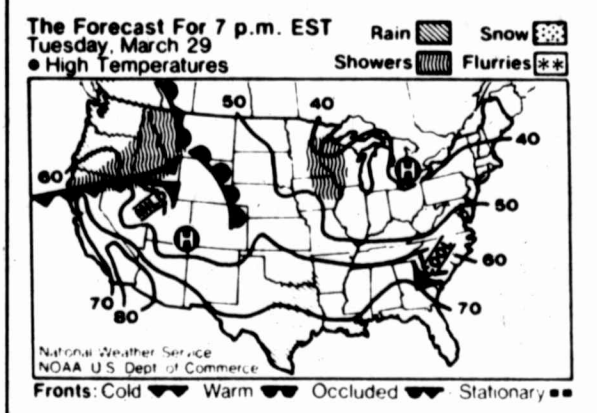 The Forecast For 7 p.m. EST
Tuesday, March 29
● High Temperatures
Rain Snow
Showers Flurries
50 40
40
60
H
50
H
60
70
80
70
National Weather Service
NOAA U S Dept of Commerce
Fronts: Cold Warm Occluded Stationary